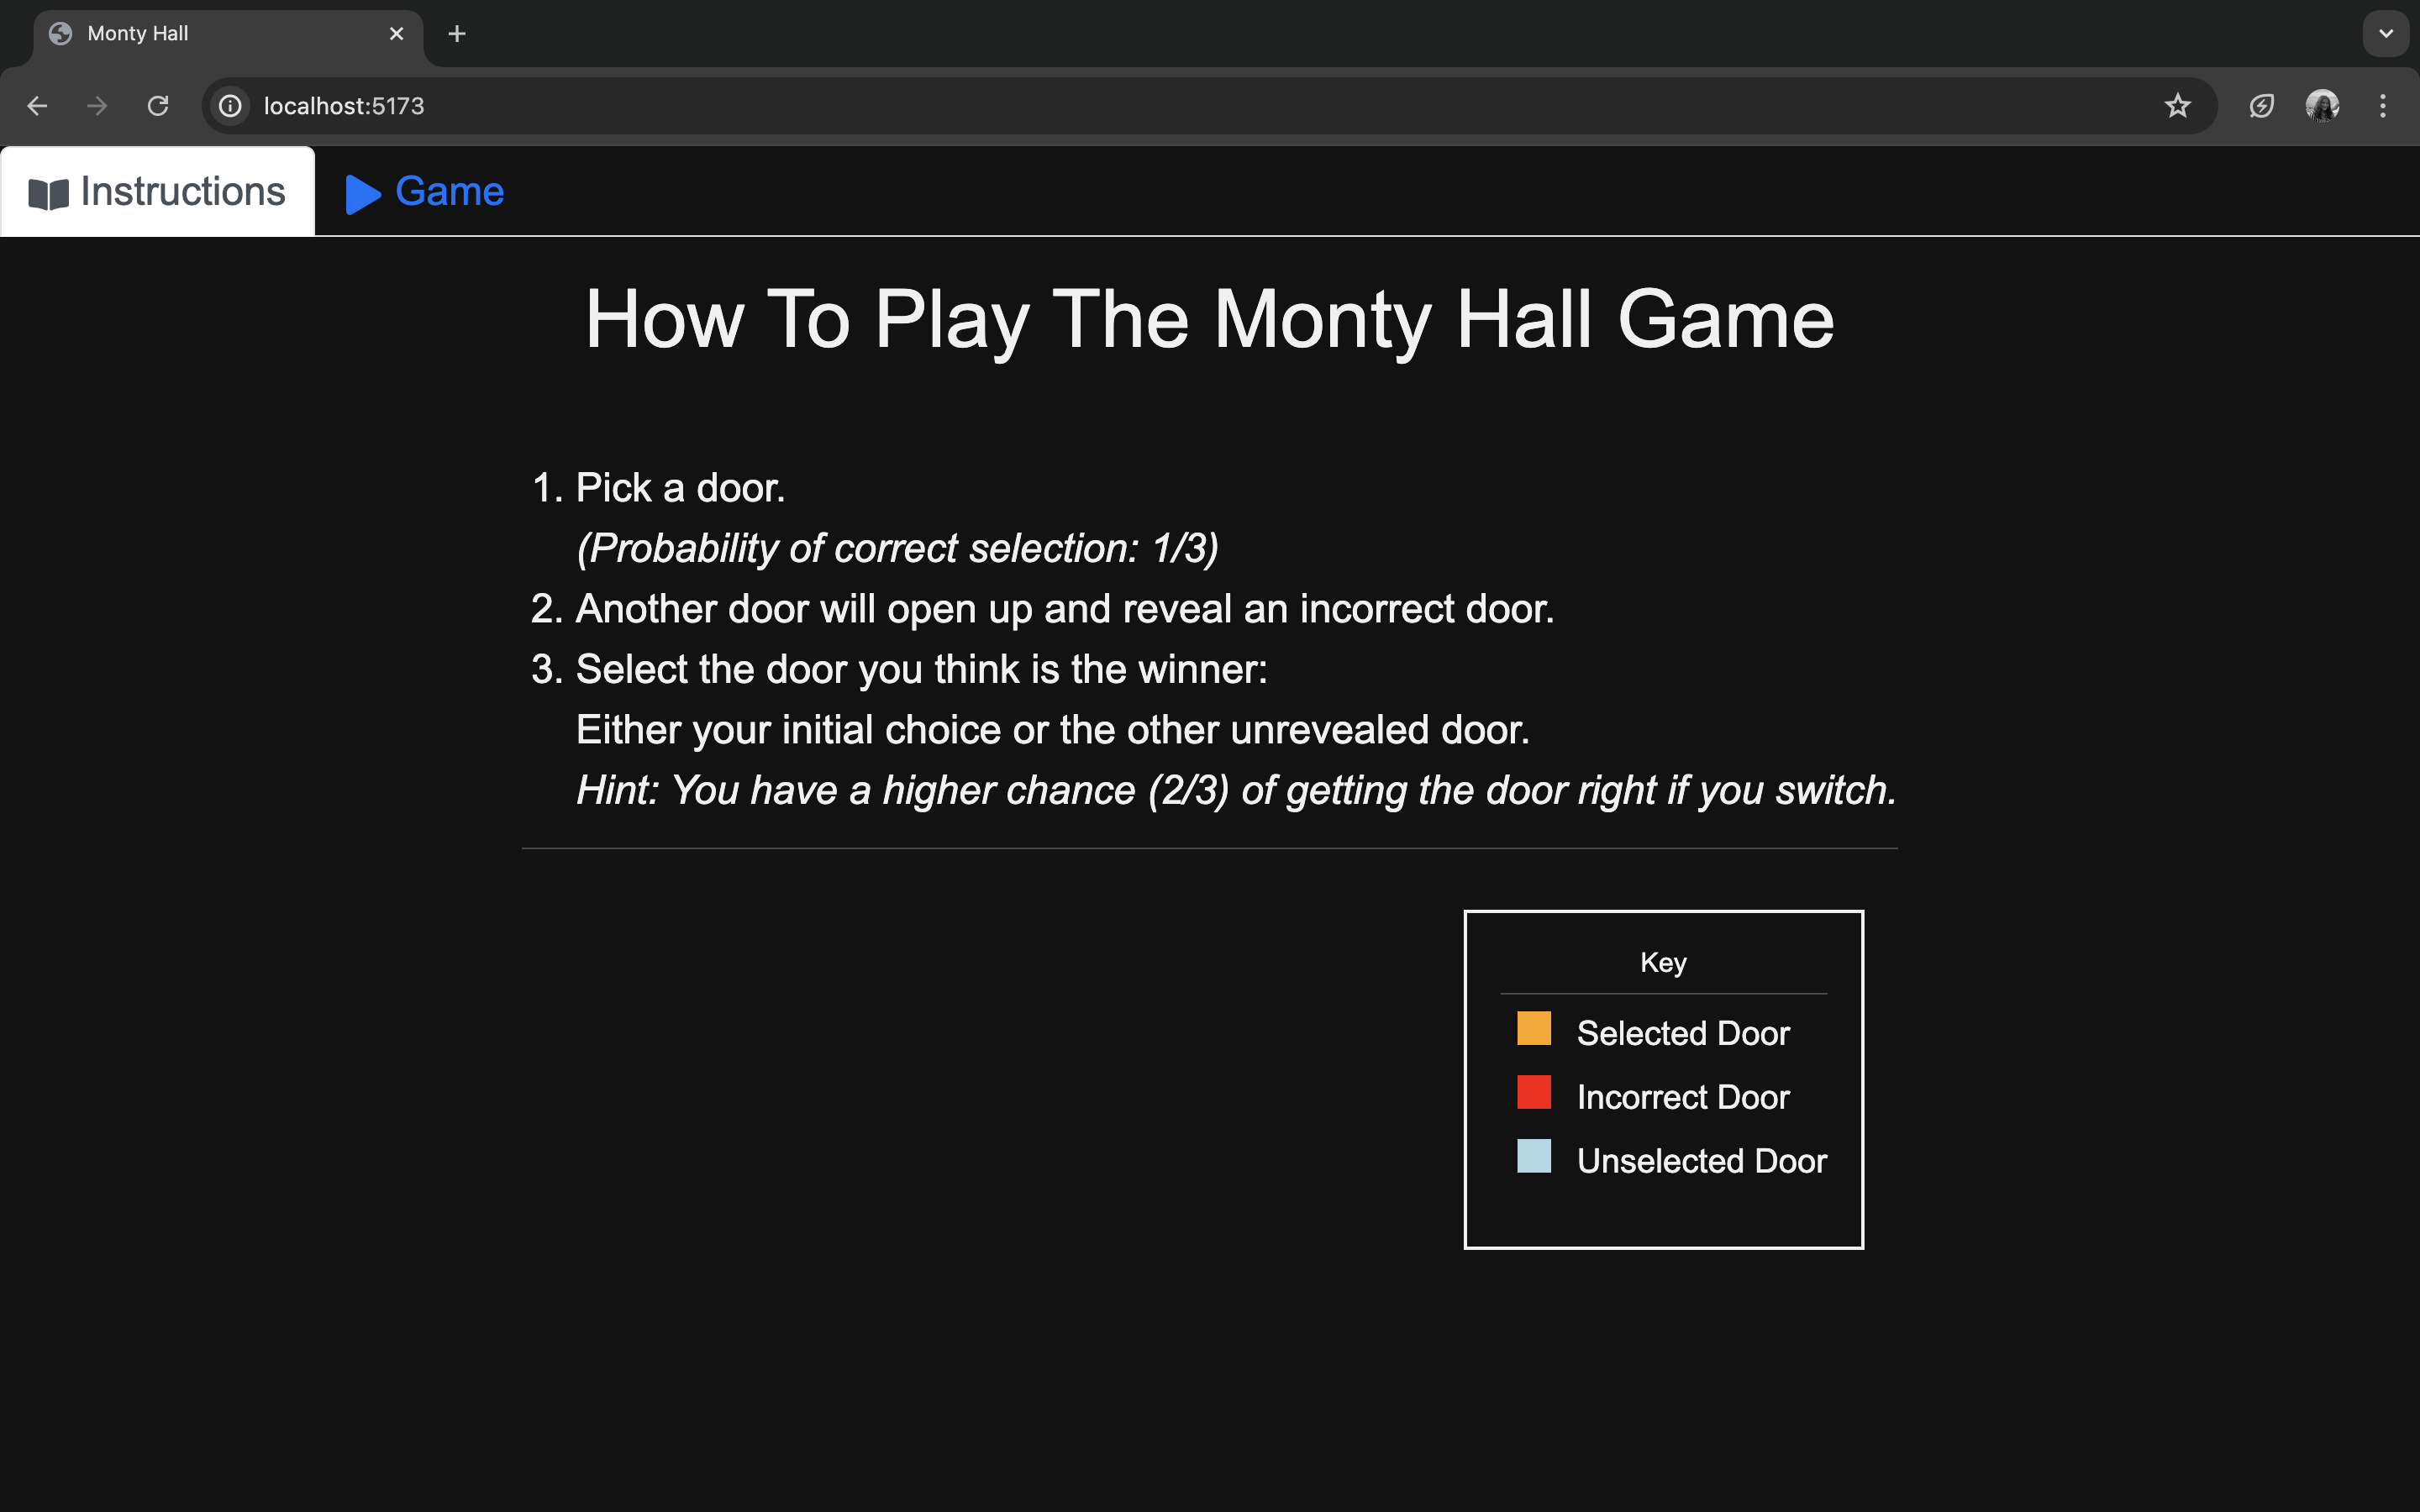 Monty Hall
localhost:5173
Instructions
Game
How To Play The Monty Hall Game
1. Pick a door.
(Probability of correct selection: 1/3)
2. Another door will open up and reveal an incorrect door.
3. Select the door you think is the winner:
Either your initial choice or the other unrevealed door.
Hint: You have a higher chance (2/3) of getting the door right if you switch.
Key
Selected Door
Incorrect Door
Unselected Door